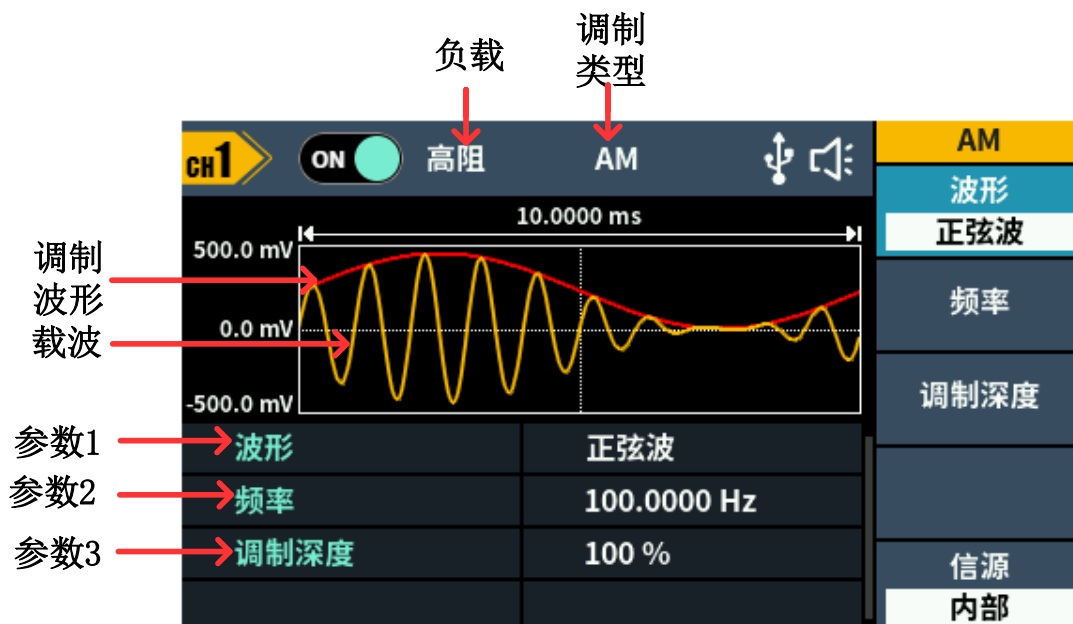 调制
类型
负载
CH1
ON
高阻
AM
AM
波形
正弦波
频率
调制深度
信源
内部
10.0000 ms
500.0 mV
0.0 mV
-500.0 mV
调制
波形
载波
参数1
波形
正弦波
参数2
频率
100.0000 Hz
参数3
调制深度
100 %